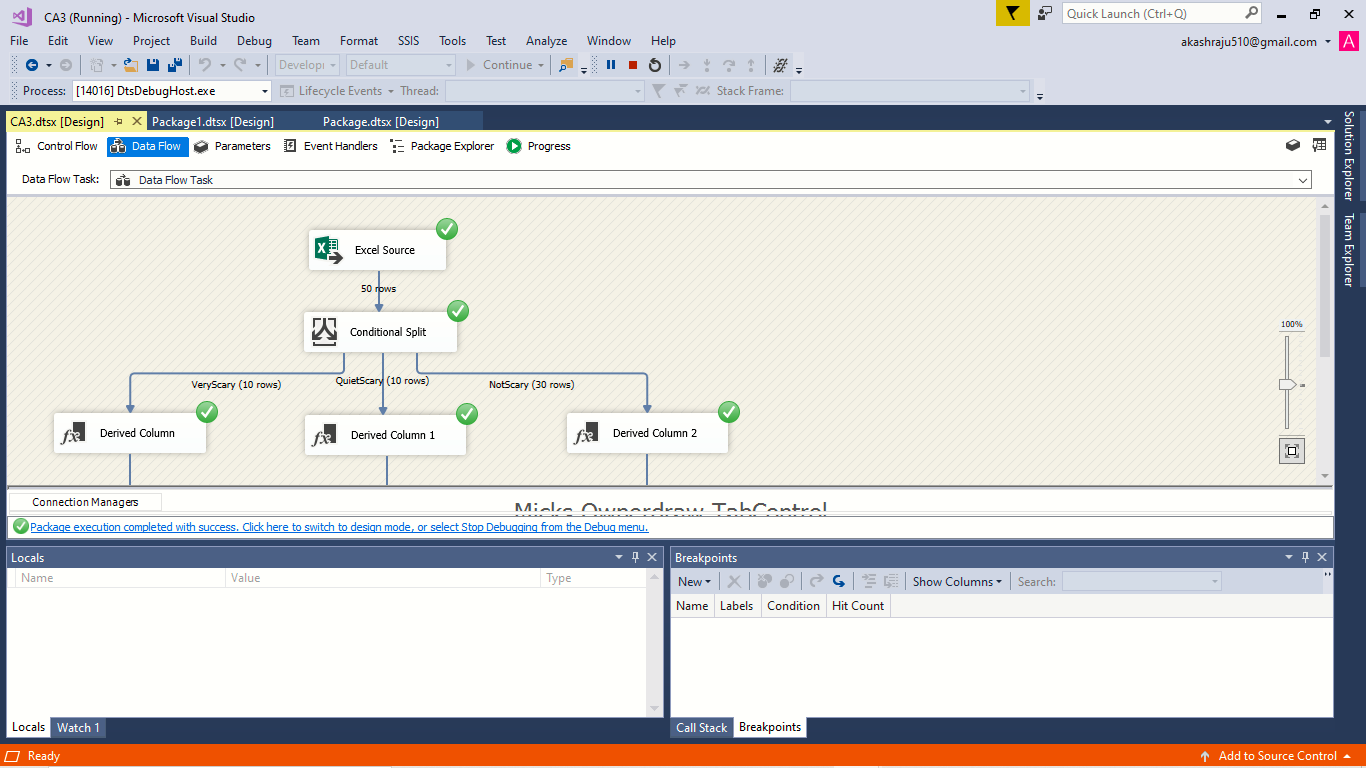 CA3 (Running) - Microsoft Visual Studio
Quick Launch (Ctrl+Q)
File Edit View Project Build Debug Team Format SSIS Tools Test Analyze Window Help
akashraju510@gmail.com A
Develop Default Continue
Process: [14016] DtsDebugHost.exe Lifecycle Events Thread: Stack Frame:
CA3.dtsx [Design] Package1.dtsx [Design] Package.dtsx [Design]
Control Flow Data Flow Parameters Event Handlers Package Explorer Progress
Data Flow Task: Data Flow Task
Solution Explorer
Team Explorer
Excel Source
50 rows
Conditional Split
100%
VeryScary (10 rows) QuietScary (10 rows) NotScary (30 rows)
Derived Column Derived Column 1 Derived Column 2
Connection Managers
Micks Ownerdraw TabControl
Package execution completed with success. Click here to switch to design mode, or select Stop Debugging from the Debug menu.
Locals
Name Value Type
Breakpoints
New Show Columns Search:
Name Labels Condition Hit Count
Locals Watch 1
Call Stack Breakpoints
Ready Add to Source Control